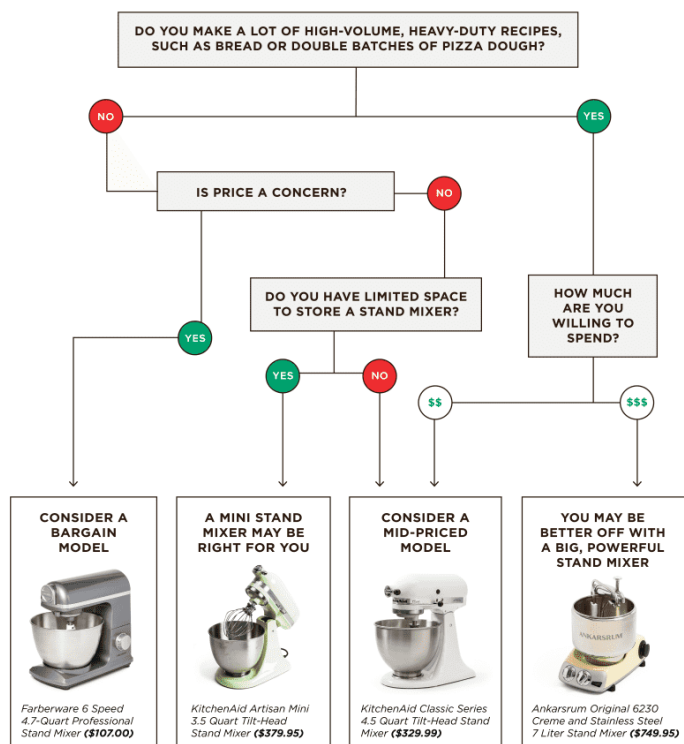 DO YOU MAKE A LOT OF HIGH-VOLUME, HEAVY-DUTY RECIPES,
SUCH AS BREAD OR DOUBLE BATCHES OF PIZZA DOUGH?
NO
YES
IS PRICE A CONCERN?
NO
DO YOU HAVE LIMITED SPACE
TO STORE A STAND MIXER?
HOW MUCH
ARE YOU
WILLING TO
SPEND?
YES
YES
NO
$$
$$$
CONSIDER A
BARGAIN
MODEL
Farberware 6 Speed
4.7-Quart Professional
Stand Mixer ($107.00)
A MINI STAND
MIXER MAY BE
RIGHT FOR YOU
KitchenAid Artisan Mini
3.5 Quart Tilt-Head
Stand Mixer ($379.95)
CONSIDER A
MID-PRICED
MODEL
KitchenAid Classic Series
4.5 Quart Tilt-Head Stand
Mixer ($329.99)
YOU MAY BE
BETTER OFF WITH
A BIG, POWERFUL
STAND MIXER
ANKARSRUM
Ankarsrum Original 6230
Creme and Stainless Steel
7 Liter Stand Mixer ($749.95)